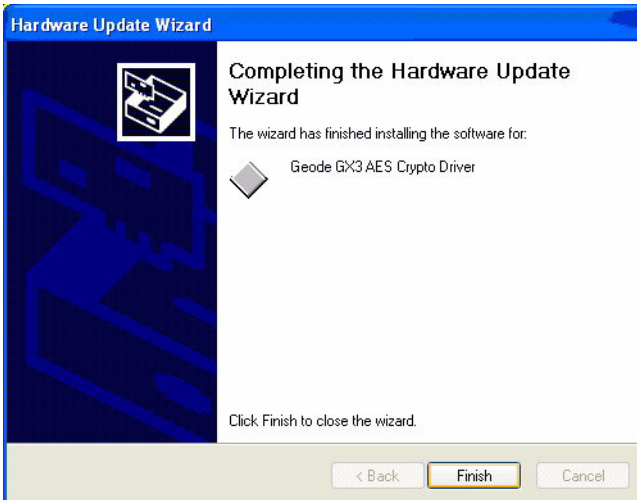 Hardware Update Wizard
Completing the Hardware Update
Wizard
The wizard has finished installing the software for:
Geode GX3 AES Crypto Driver
Click Finish to close the wizard.
< Back
Finish
Cancel